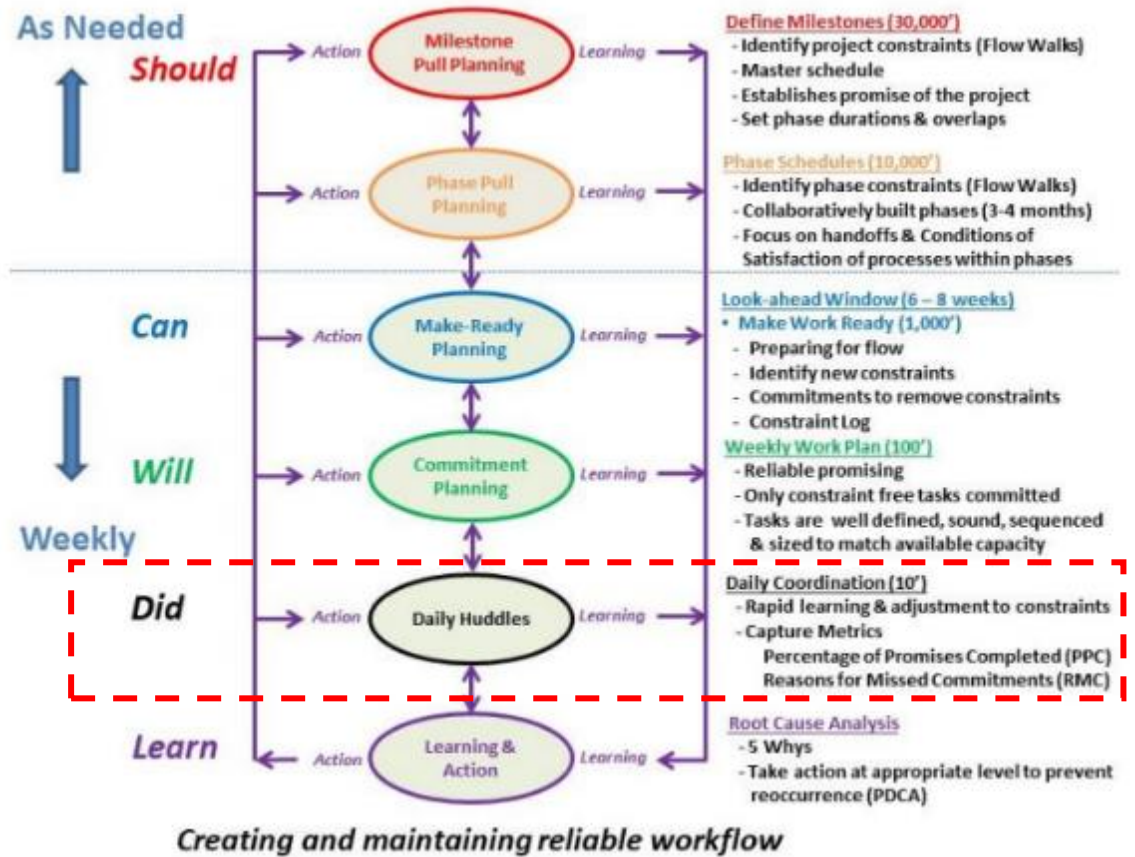 As Needed
Should
Action
Milestone
Pull Planning
Learning
Define Milestones (30,000')
- Identify project constraints (Flow Walks)
- Master schedule
- Establishes promise of the project
- Set phase durations & overlaps
Action
Phase Pull
Planning
Learning
Phase Schedules (10,000')
- Identify phase constraints (Flow Walks)
- Collaboratively built phases (3-4 months)
- Focus on handoffs & Conditions of
Satisfaction of processes within phases
Can
Action
Make-Ready
Planning
Learning
Look-ahead Window (6 – 8 weeks)
• Make Work Ready (1,000')
- Preparing for flow
- Identify new constraints
- Commitments to remove constraints
- Constraint Log
Will
Action
Commitment
Planning
Learning
Weekly Work Plan (100')
- Reliable promising
- Only constraint free tasks committed
- Tasks are well defined, sound, sequenced
& sized to match available capacity
Weekly
Did
Action
Daily Huddles
Learning
Daily Coordination (10')
- Rapid learning & adjustment to constraints
- Capture Metrics
Percentage of Promises Completed (PPC)
Reasons for Missed Commitments (RMC)
Learn
Action
Learning &
Action
Learning
Root Cause Analysis
- 5 Whys
- Take action at appropriate level to prevent
reoccurrence (PDCA)
Creating and maintaining reliable workflow